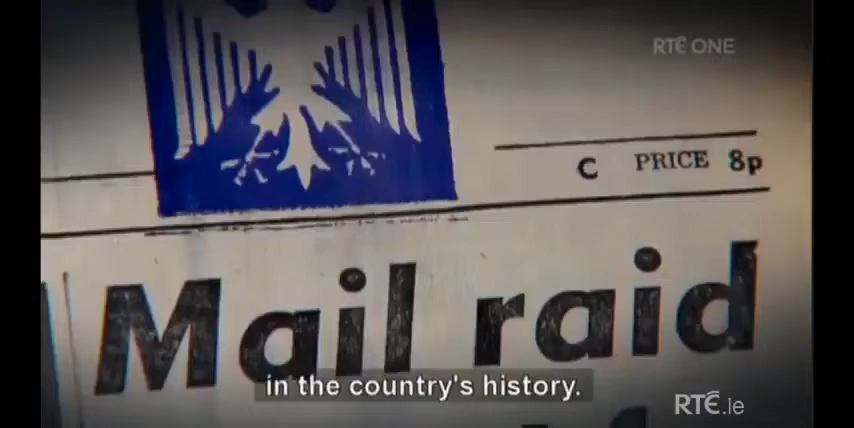 RTÉ ONE
C PRICE 8p
Mail raid
in the country's history.
RTÉ.ie